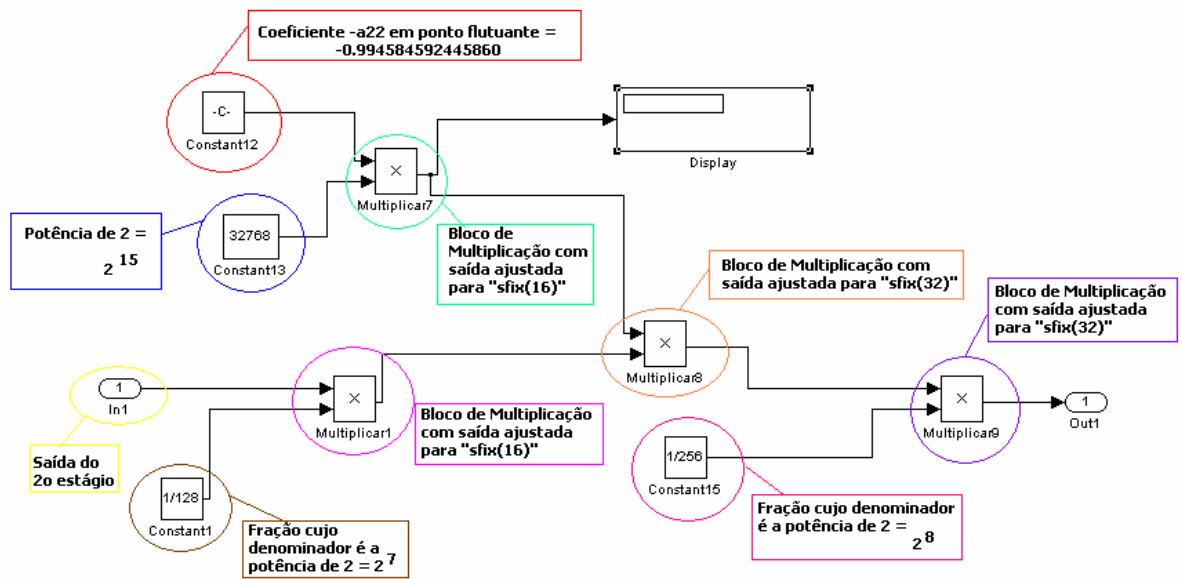 Coeficiente -a22 em ponto flutuante =
-0.994584592445860
-C-
Constant12
×
Multiplicar7
Display
Potência de 2 =
2 15
32768
Constant13
Bloco de
Multiplicação com
saída ajustada
para "sfix(16)"
Bloco de Multiplicação com
saída ajustada para "sfix(32)"
Bloco de Multiplicação
com saída ajustada
para "sfix(32)"
×
Multiplicar8
1
In1
×
Multiplicar1
Bloco de Multiplicação
com saída ajustada
para "sfix(16)"
×
Multiplicar9
1
Out1
Saída do
2o estágio
1/128
Constant1
Fração cujo
denominador é a
potência de 2 = 2 7
1/256
Constant15
Fração cujo denominador
é a potência de 2 =
2 8